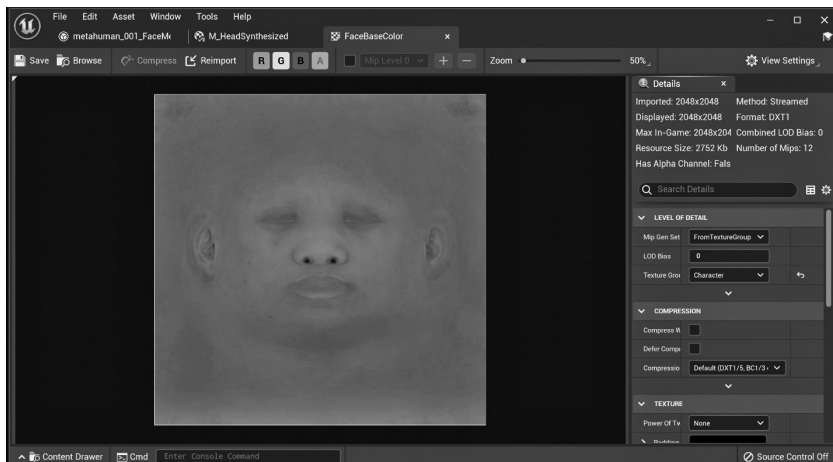 File Edit Asset Window Tools Help
metahuman_001_FaceMe M_HeadSynthesized FaceBaseColor
Save Browse Compress Reimport R G B A Mip Level 0 Zoom 50% View Settings
Details
Imported: 2048x2048 Method: Streamed
Displayed: 2048x2048 Format: DXT1
Max In-Game: 2048x204 Combined LOD Bias: 0
Resource Size: 2752 Kb Number of Mips: 12
Has Alpha Channel: Fals
Search Details
LEVEL OF DETAIL
Mip Gen Set FromTextureGroup
LOD Bias 0
Texture Grou Character
COMPRESSION
Compress W
Defer Compr
Compressio Default (DXT1/5, BC1/3
TEXTURE
Power Of Tw None
Padding
Content Drawer Cmd Enter Console Command Source Control Off